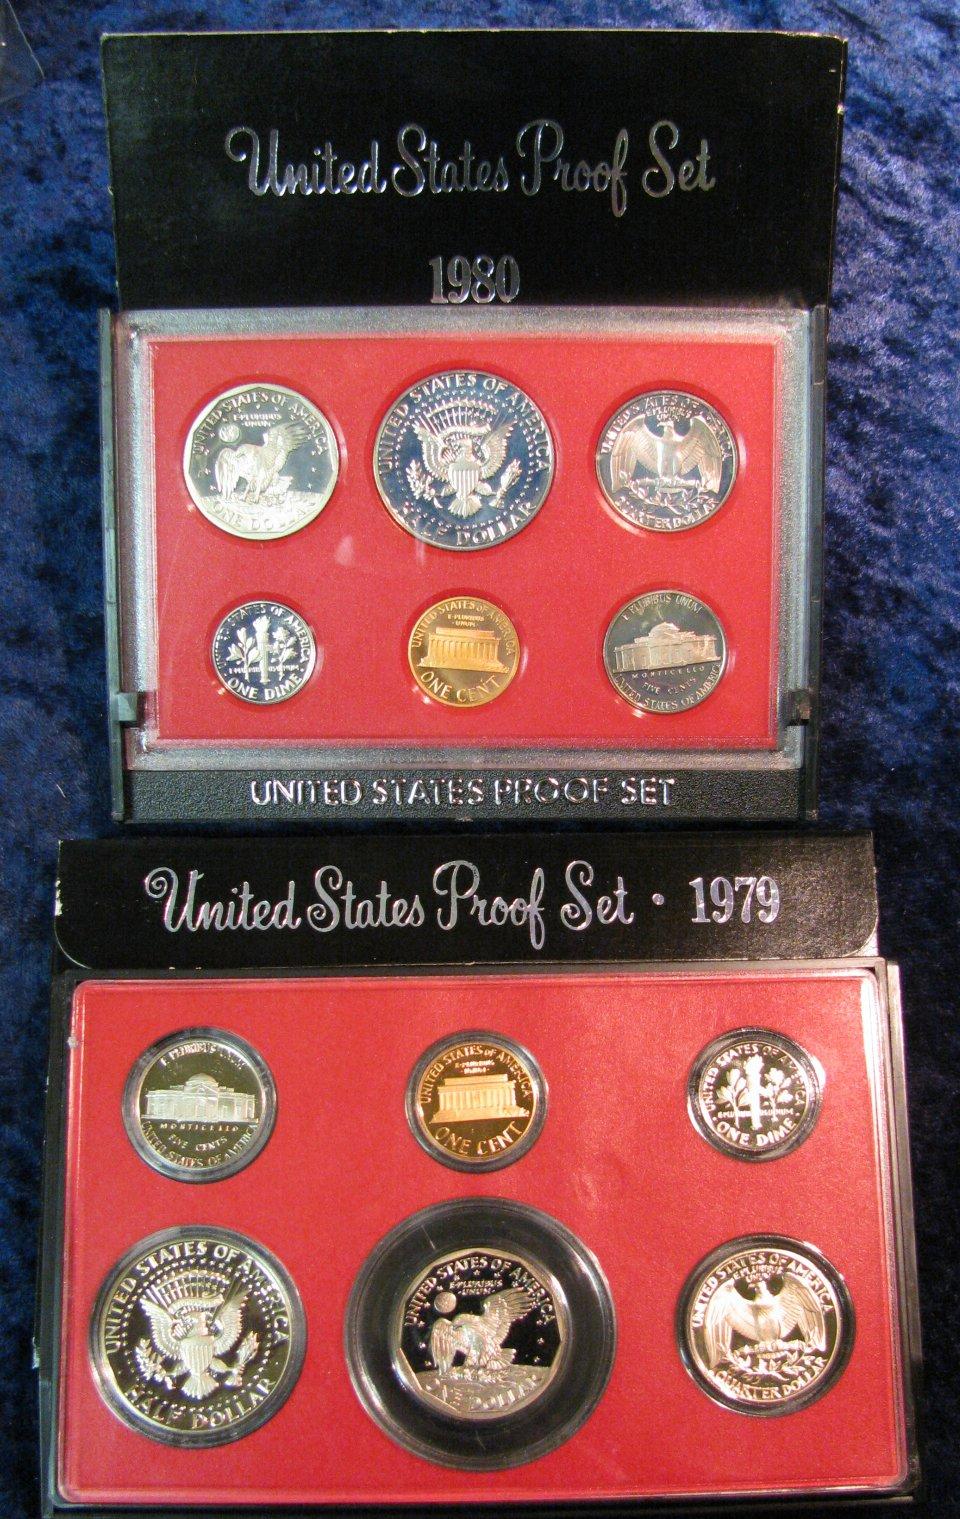 United States Proof Set
1980
UNITED STATES OF AMERICA
E·PLURIBUS
UNUM
ONE DOLLAR
UNITED STATES OF AMERICA
HALF DOLLAR
UNITED STATES OF AMERICA
E·PLURIBUS
UNUM
QUARTER DOLLAR
UNITED STATES OF AMERICA
E PLURIBUS UNUM
ONE DIME
UNITED STATES OF AMERICA
E·PLURIBUS
·UNUM·
ONE CENT
E PLURIBUS UNUM
MONTICELLO
FIVE CENTS
UNITED STATES OF AMERICA
UNITED STATES PROOF SET
United States Proof Set · 1979
E PLURIBUS UNUM
MONTICELLO
FIVE CENTS
UNITED STATES OF AMERICA
UNITED STATES OF AMERICA
E·PLURIBUS
·UNUM·
ONE CENT
UNITED STATES OF AMERICA
E PLURIBUS UNUM
ONE DIME
UNITED STATES OF AMERICA
HALF DOLLAR
UNITED STATES OF AMERICA
E·PLURIBUS
UNUM
ONE DOLLAR
UNITED STATES OF AMERICA
E PLURIBUS
UNUM
QUARTER DOLLAR